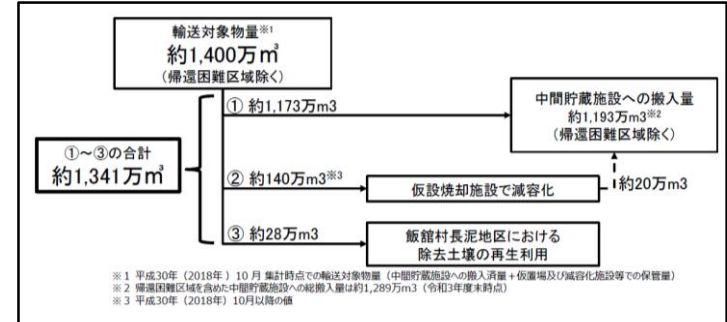 輸送対象物量※1
約1,400万㎥
(帰還困難区域除く)
① 約1,173万m3
中間貯蔵施設への搬入量
約1,193万m3※2
(帰還困難区域除く)
①~③の合計
約1,341万㎥
② 約140万m3※3
仮設焼却施設で減容化
約20万m3
③ 約28万m3
飯舘村長泥地区における
除去土壌の再生利用
※1 平成30年(2018年)10月集計時点での輸送対象物量(中間貯蔵施設への搬入済量+仮置場及び減容化施設等での保管量)
※2 帰還困難区域を含めた中間貯蔵施設への総搬入量は約1,289万m3(令和3年度末時点)
※3 平成30年(2018年)10月以降の値